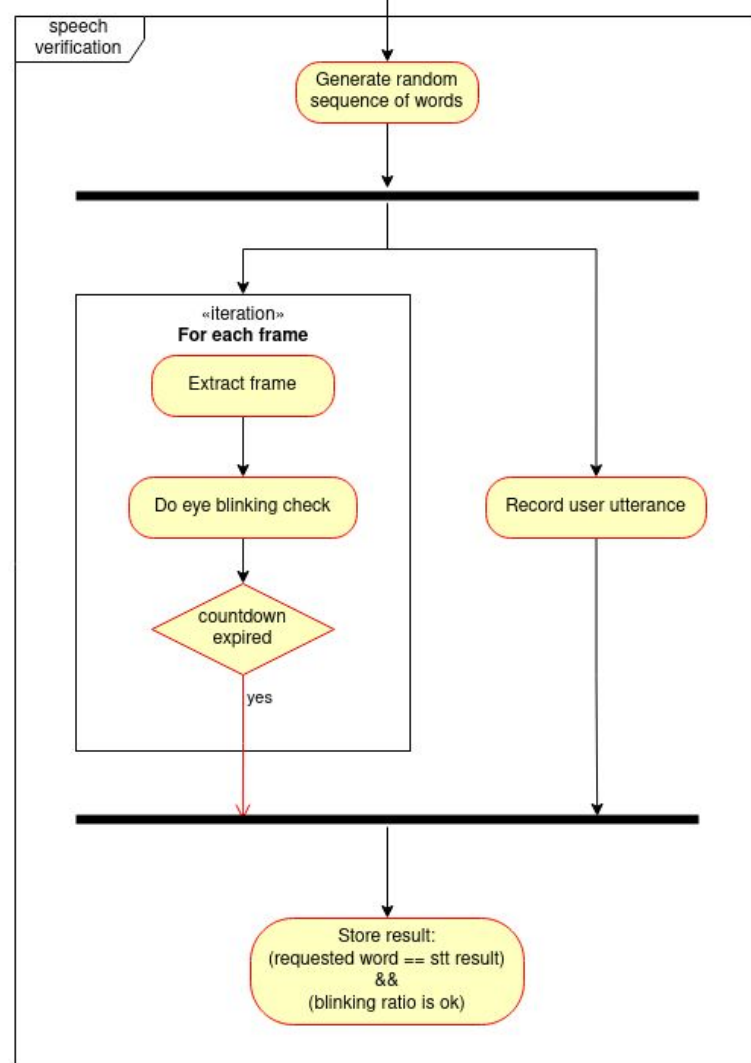 speech
verification
Generate random
sequence of words
«iteration»
For each frame
Extract frame
Do eye blinking check
Record user utterance
countdown
expired
yes
Store result:
(requested word == stt result)
&&
(blinking ratio is ok)